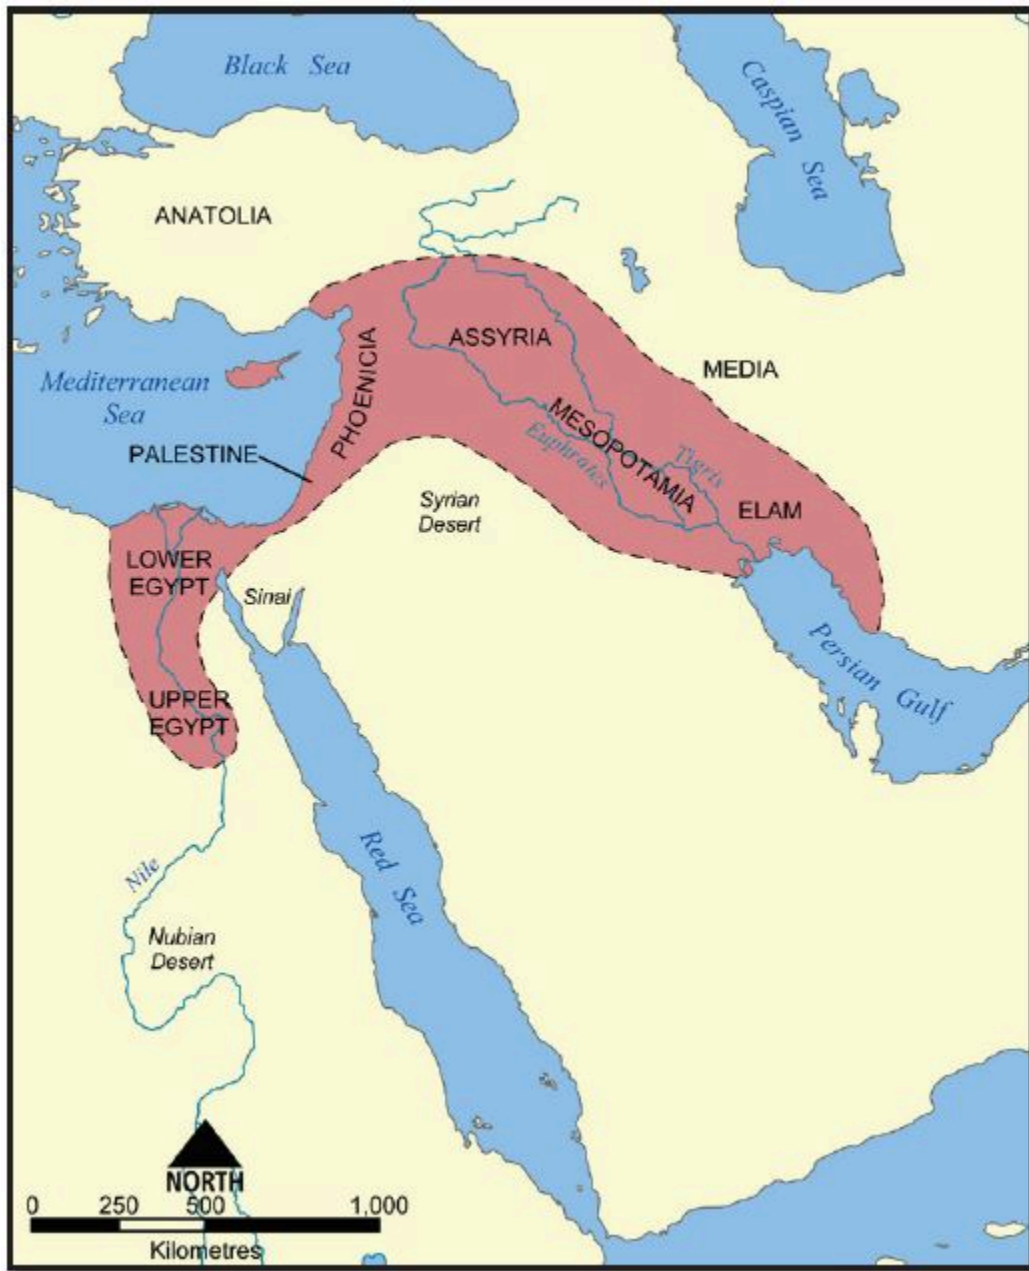 Black Sea
Caspian
Sea
ANATOLIA
ASSYRIA
MEDIA
PHOENICIA
Mediterranean
Sea
MESOPOTAMIA
PALESTINE
Euphrates
Tigris
Syrian
Desert
ELAM
LOWER
EGYPT
Sinai
Persian Gulf
UPPER
EGYPT
Red Sea
Nile
Nubian
Desert
NORTH
0 250 500 1,000
Kilometres